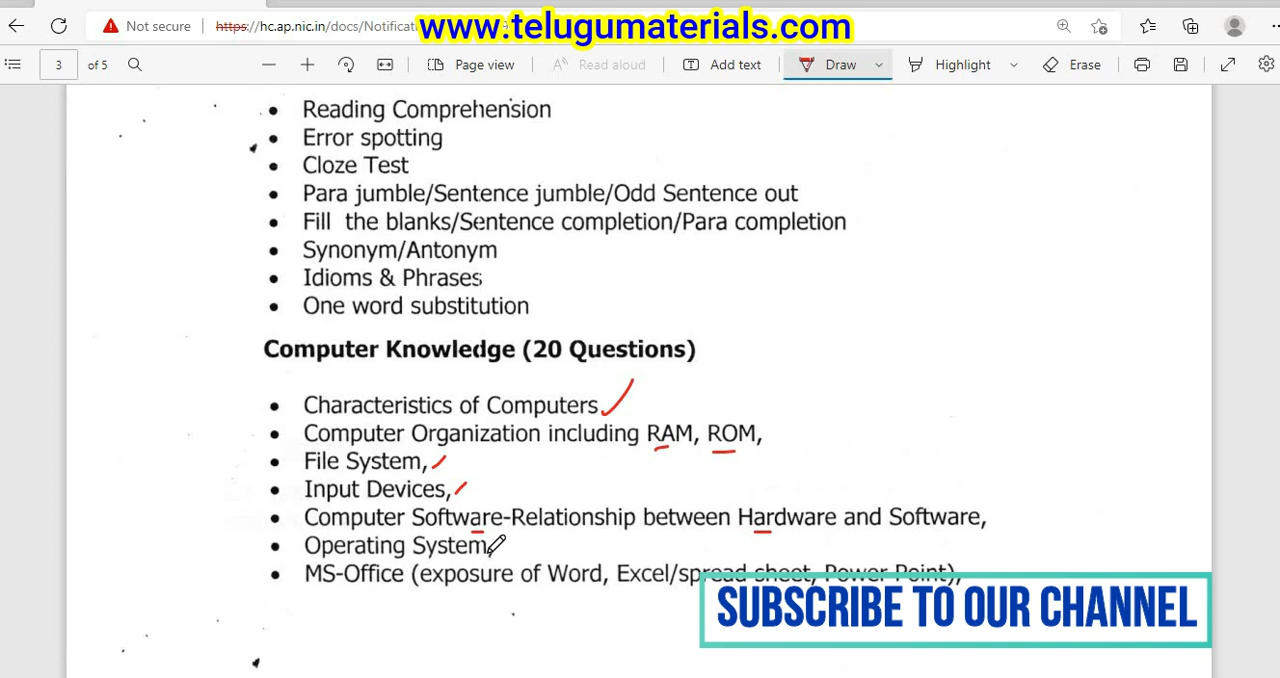 Not secure
https://hc.ap.nic.in/docs/Notificati
www.telugumaterials.com
3 of 5
Page view
Read aloud
Add text
Draw
Highlight
Erase
Reading Comprehension
Error spotting
Cloze Test
Para jumble/Sentence jumble/Odd Sentence out
Fill the blanks/Sentence completion/Para completion
Synonym/Antonym
Idioms & Phrases
One word substitution
Computer Knowledge (20 Questions)
Characteristics of Computers
Computer Organization including RAM, ROM,
File System,
Input Devices,
Computer Software-Relationship between Hardware and Software,
Operating System
MS-Office (exposure of Word, Excel/spread sheet, Power Point),
SUBSCRIBE TO OUR CHANNEL